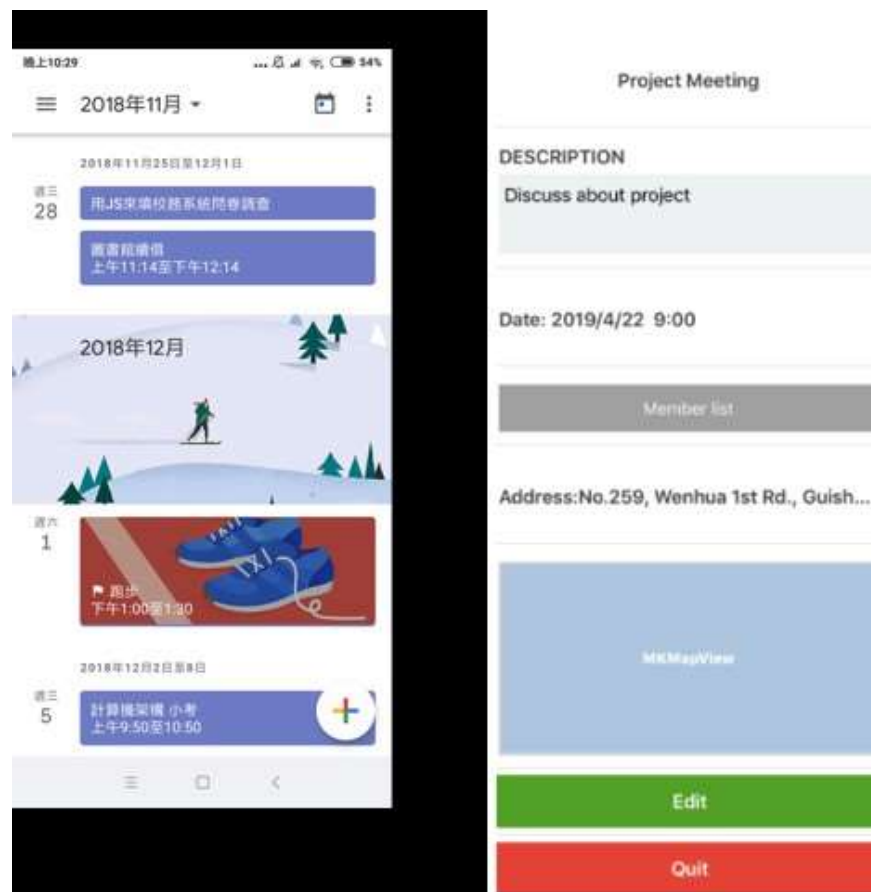 晚上10:29
... 54%
2018年11月
2018年11月25日至12月1日
週三
28
用JS來填校務系統問卷調查
圖書館續借
上午11:14至下午12:14
2018年12月
週六
1
跑步
下午1:00至1:30
2018年12月2日至8日
週三
5
計算機架構 小考
上午9:50至10:50
Project Meeting
DESCRIPTION
Discuss about project
Date: 2019/4/22 9:00
Member list
Address:No.259, Wenhua 1st Rd., Guish...
MKMapView
Edit
Quit